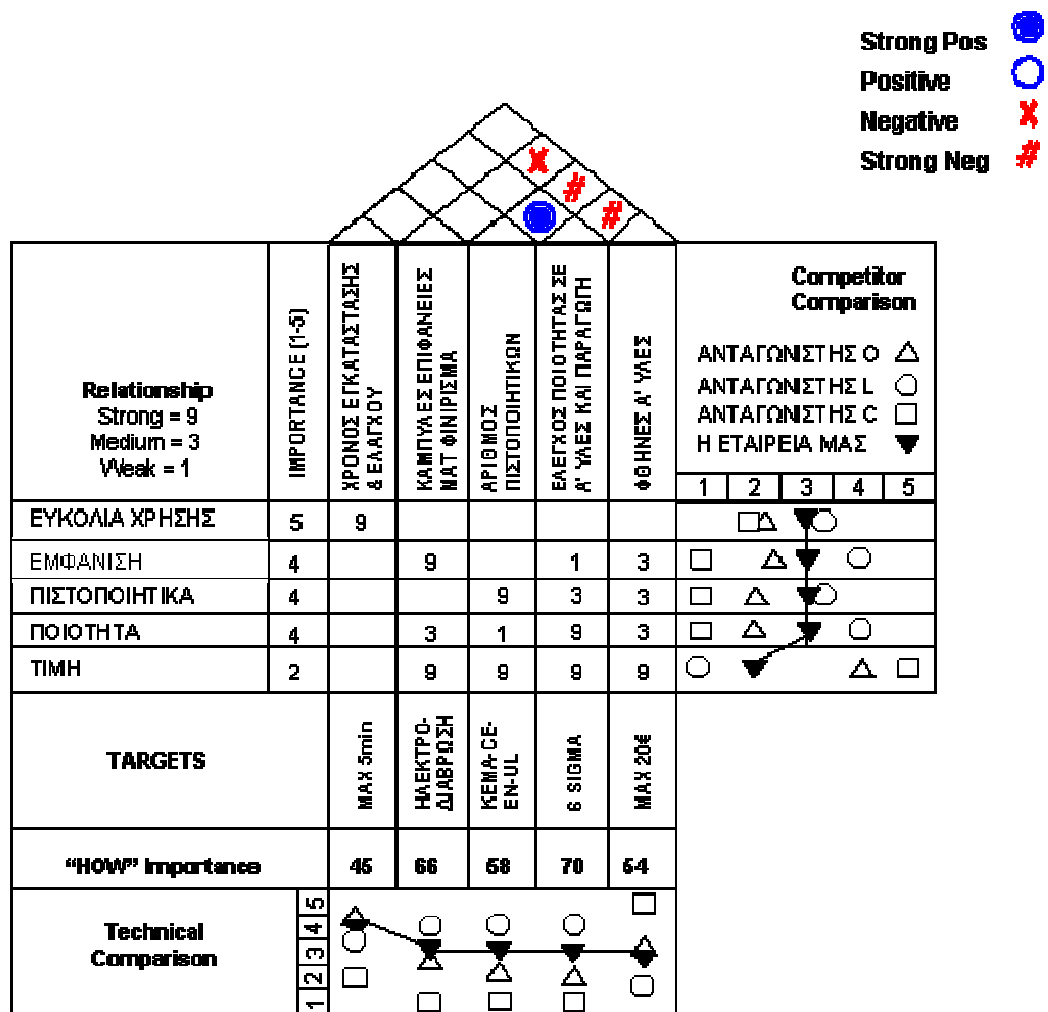 Strong Pos
Positive
Negative
Strong Neg
Relationship
Strong = 9
Medium = 3
Weak = 1
IMPORTANCE (1-5)
ΧΡΟΝΟΣ ΕΓΚΑΤΑΣΤΑΣΗΣ
& ΕΛΑΓΧΟΥ
ΚΑΜΠΥΛΕΣ ΕΠΙΦΑΝΕΙΕΣ
ΜΑΤ ΦΙΝΙΡΙΣΜΑ
ΑΡΙΘΜΟΣ
ΠΙΣΤΟΠΟΙΗΤΙΚΩΝ
ΕΛΕΓΧΟΣ ΠΟΙΟΤΗΤΑΣ ΣΕ
Α' ΥΛΕΣ ΚΑΙ ΠΑΡΑΓΩΓΗ
ΦΘΗΝΕΣ Α' ΥΛΕΣ
Competitor
Comparison
ΑΝΤΑΓΩΝΙΣΤΗΣ O
ΑΝΤΑΓΩΝΙΣΤΗΣ L
ΑΝΤΑΓΩΝΙΣΤΗΣ C
Η ΕΤΑΙΡΕΙΑ ΜΑΣ
1 2 3 4 5
ΕΥΚΟΛΙΑ ΧΡΗΣΗΣ 5 9
ΕΜΦΑΝΙΣΗ 4 9 1 3
ΠΙΣΤΟΠΟΙΗΤΙΚΑ 4 9 3 3
ΠΟΙΟΤΗΤΑ 4 3 1 9 3
ΤΙΜΗ 2 9 9 9 9
TARGETS
MAX 5min
ΗΛΕΚΤΡΟ-
ΔΙΑΒΡΩΣΗ
KEMA-CE-
EN-UL
6 SIGMA
MAX 20€
"HOW" Importance 45 66 58 70 54
Technical
Comparison
5
4
3
2
1